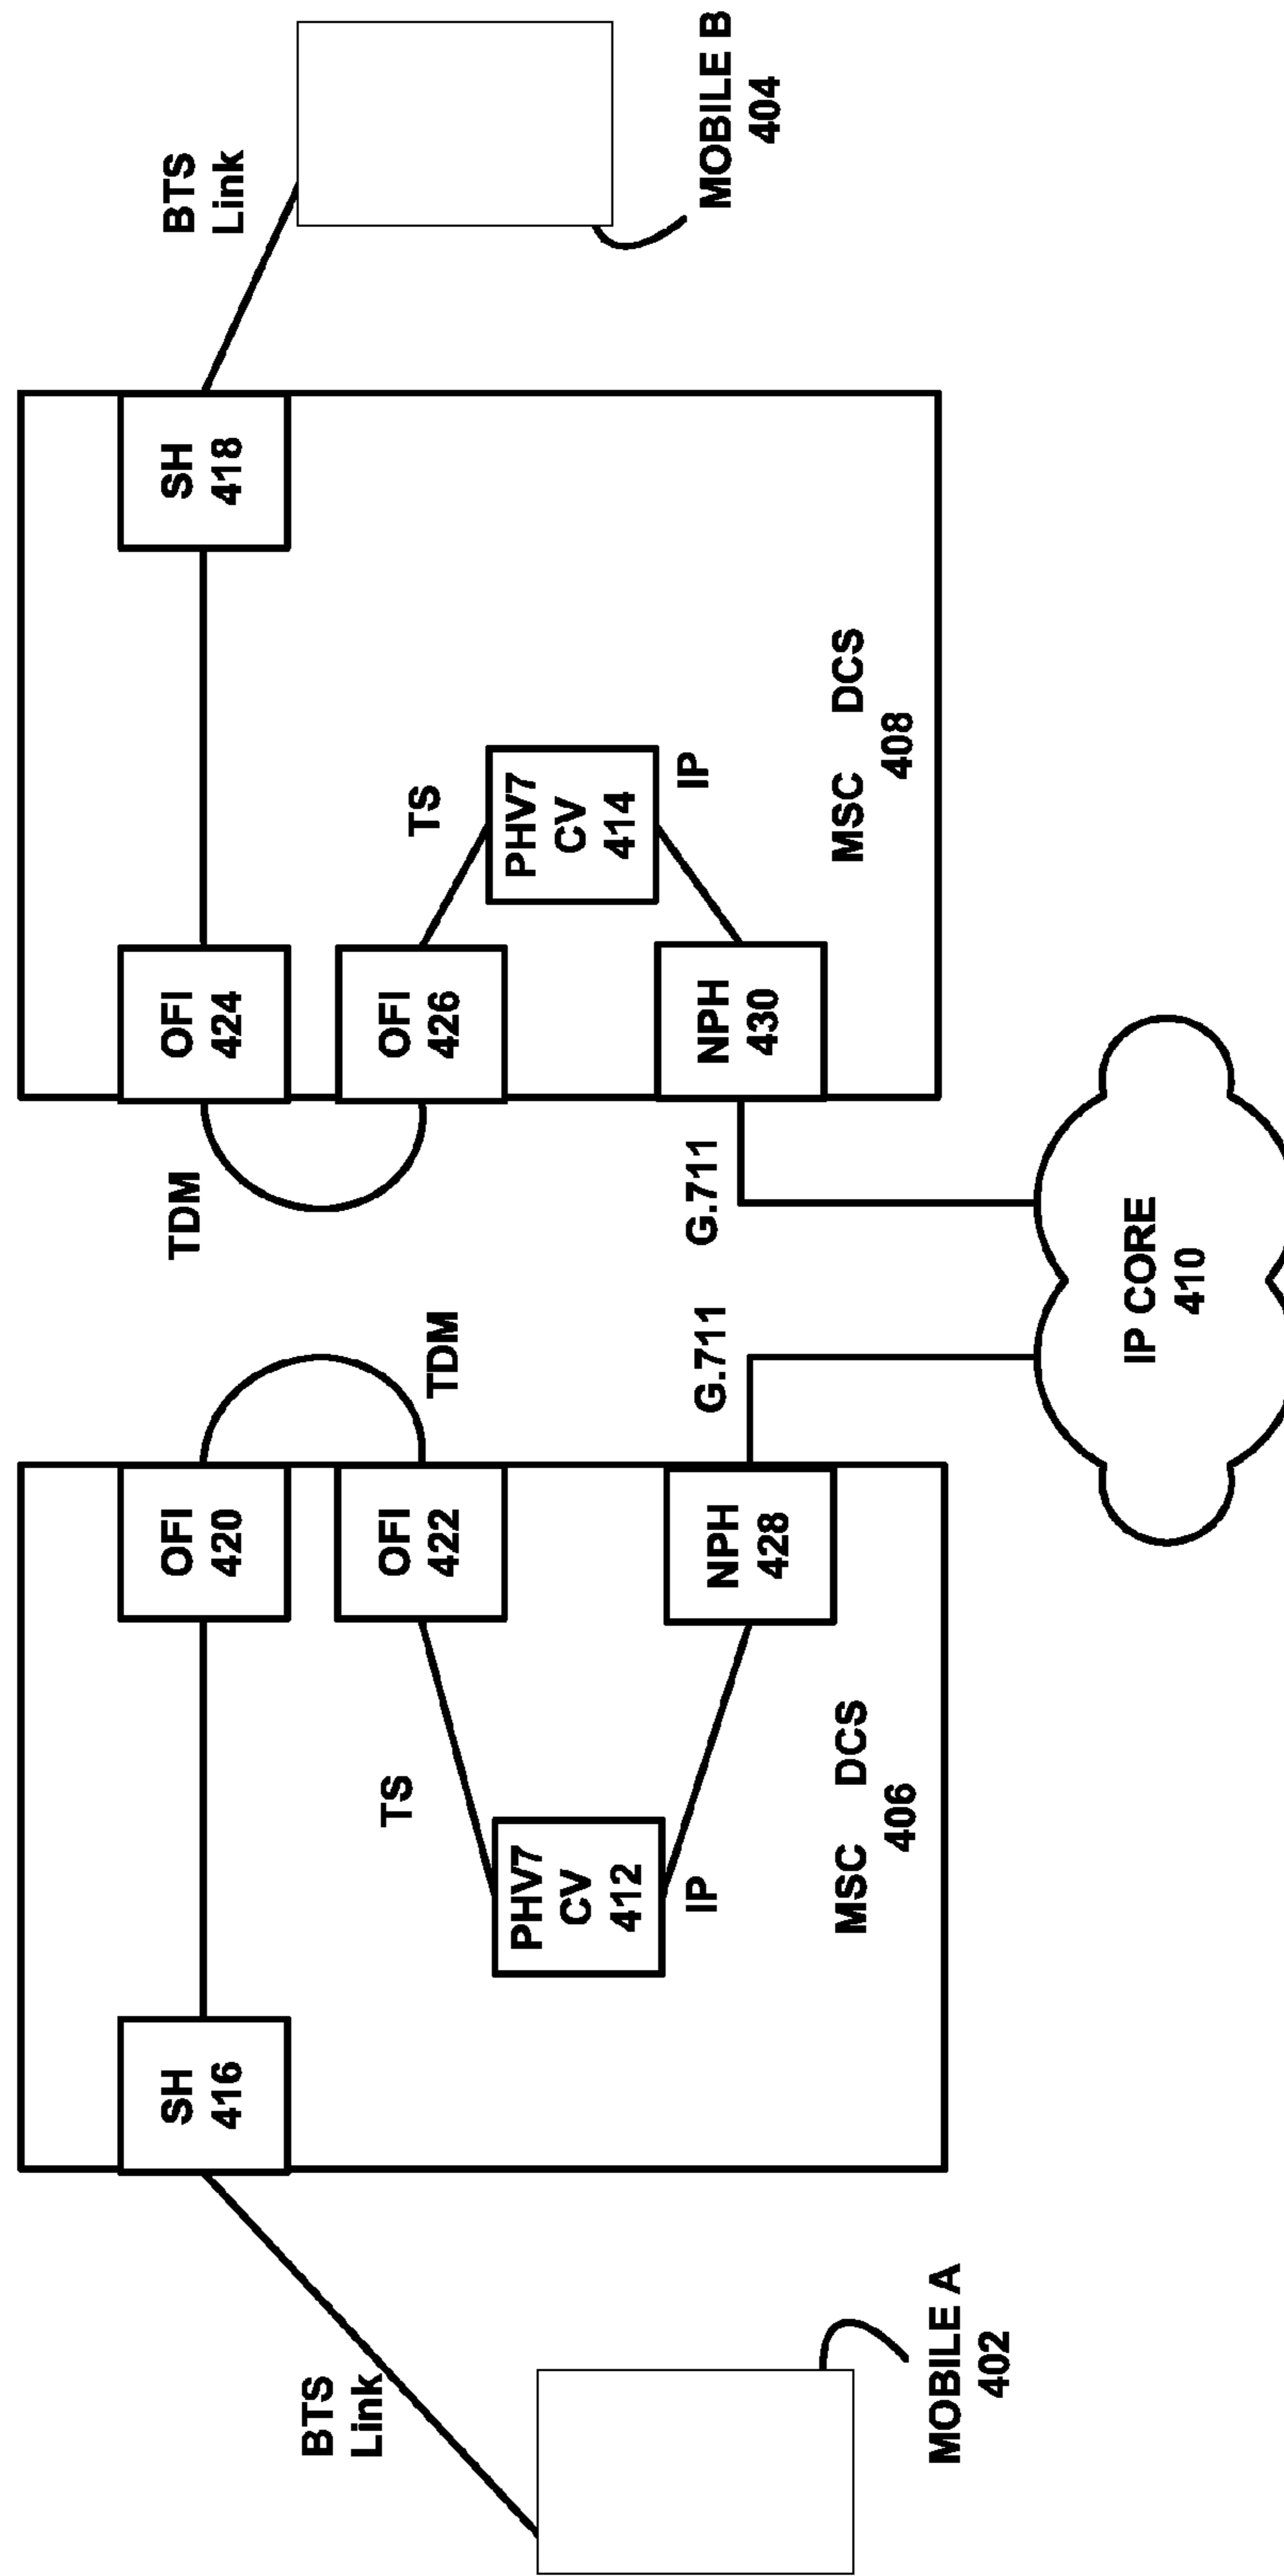 BTS
Link
MOBILE A
402
SH
416
OFI
420
TDM
OFI
422
TS
PHV7
CV
412
IP
NPH
428
G.711
MSC DCS
406
IP CORE
410
TDM
OFI
424
SH
418
OFI
426
TS
PHV7
CV
414
IP
NPH
430
G.711
MSC DCS
408
BTS
Link
MOBILE B
404